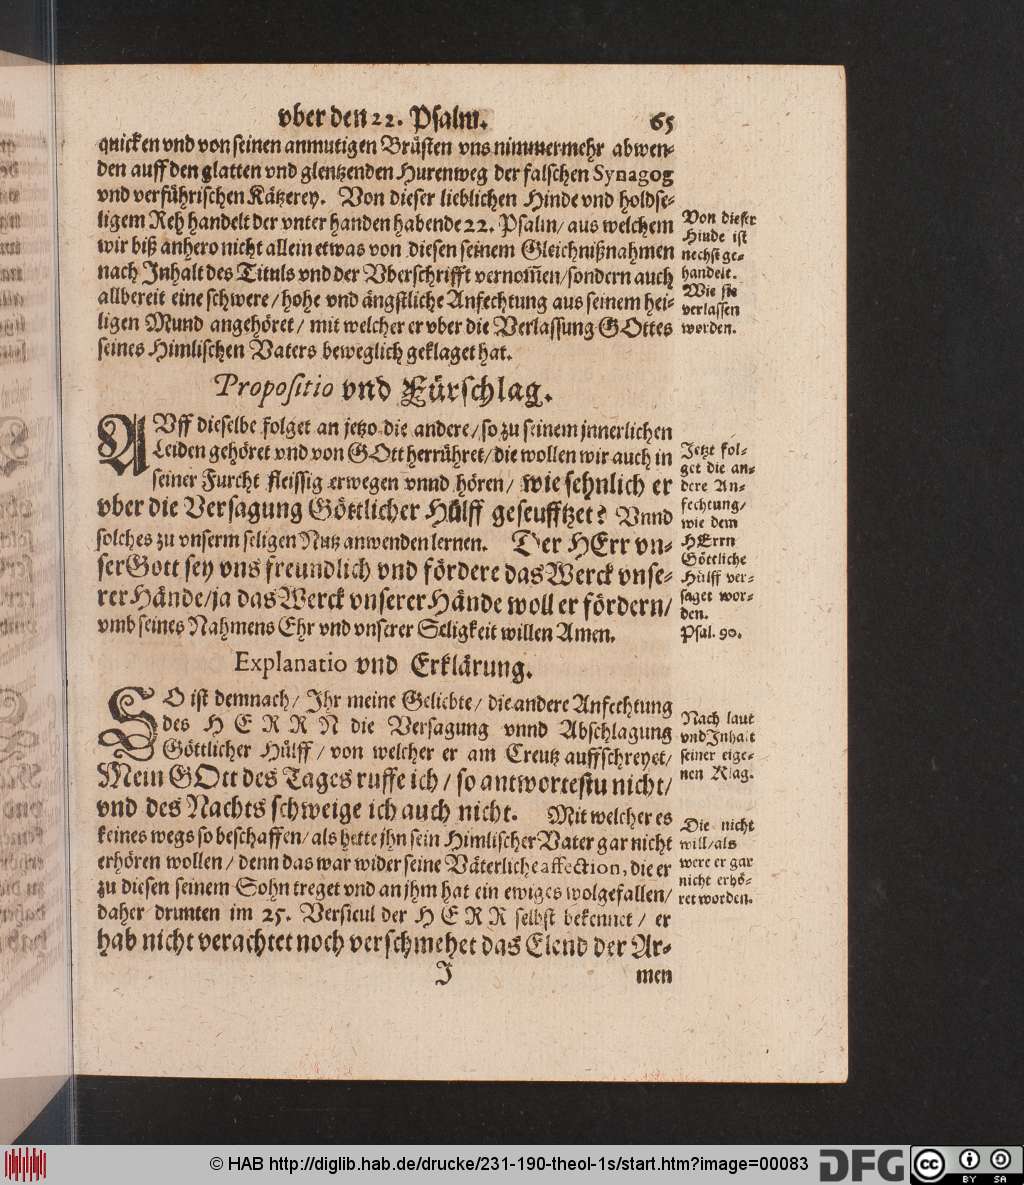 vber den 22. Psalm. 65
quicken vnd von seinen anmutigen Brüsten vns nimmermehr abwen-
den auff den glatten vnd glentzenden Hurenweg der falschen Synagog
vnd verführischen Kätzerey. Von dieser lieblichen Hinde vnd holdse-
ligem Reh handelt der vnter handen habende 22. Psalm/ aus welchem
wir biß anhero nicht allein etwas von diesen seinem Gleichnißnahmen
nach Inhalt des Tituls vnd der Vberschrifft vernom̃en/ sondern auch
allbereit eine schwere/ hohe vnd ängstliche Anfechtung aus seinem hei-
ligen Mund angehöret/ mit welcher er vber die Verlassung GOttes
seines Himlischen Vaters beweglich geklaget hat.
Von dieser
Hinde ist
nechst ge-
handelt.
Wie sie
verlassen
worden.
Propositio vnd Fürschlag.
AVff dieselbe folget an jetzo die andere/ so zu seinem jnnerlichen
Leiden gehöret vnd von GOtt herrühret/ die wollen wir auch in
seiner Furcht fleissig erwegen vnnd hören/ wie sehnlich er
vber die Versagung Göttlicher Hülff geseufftzet? Vnnd
solches zu vnserm seligen Nutz anwenden lernen. Der HErr vn-
ser Gott sey vns freundlich vnd fördere das Werck vnse-
rer Hände/ ja das Werck vnserer Hände woll er fördern/
vmb seines Nahmens Ehr vnd vnserer Seligkeit willen Amen.
Jetzt fol-
get die an-
dere An-
fechtung/
wie dem
HErrn
Göttliche
Hülff ver-
saget wor-
den.
Psal. 90.
Explanatio vnd Erklärung.
SO ist demnach/ Ihr meine Geliebte/ die andere Anfechtung
des HERRN die Versagung vnnd Abschlagung
Göttlicher Hülff/ von welcher er am Creutz auffschreyet/
Mein GOtt des Tages ruffe ich/ so antwortestu nicht/
vnd des Nachts schweige ich auch nicht. Mit welcher es
keines wegs so beschaffen/ als hette jhn sein Himlischer Vater gar nicht
erhören wollen/ denn das war wider seine Väterliche affection, die er
zu diesen seinem Sohn treget vnd an jhm hat ein ewiges wolgefallen/
daher drunten im 25. Versicul der HERR selbst bekennet/ er
hab nicht verachtet noch verschmehet das Elend der Ar-
Nach laut
vnd Inhalt
seiner eige-
nen Klag.
Die nicht
will/ als
were er gar
nicht erhö-
ret worden.
J men
© HAB http://diglib.hab.de/drucke/231-190-theol-1s/start.htm?image=00083
DFG
cc BY SA